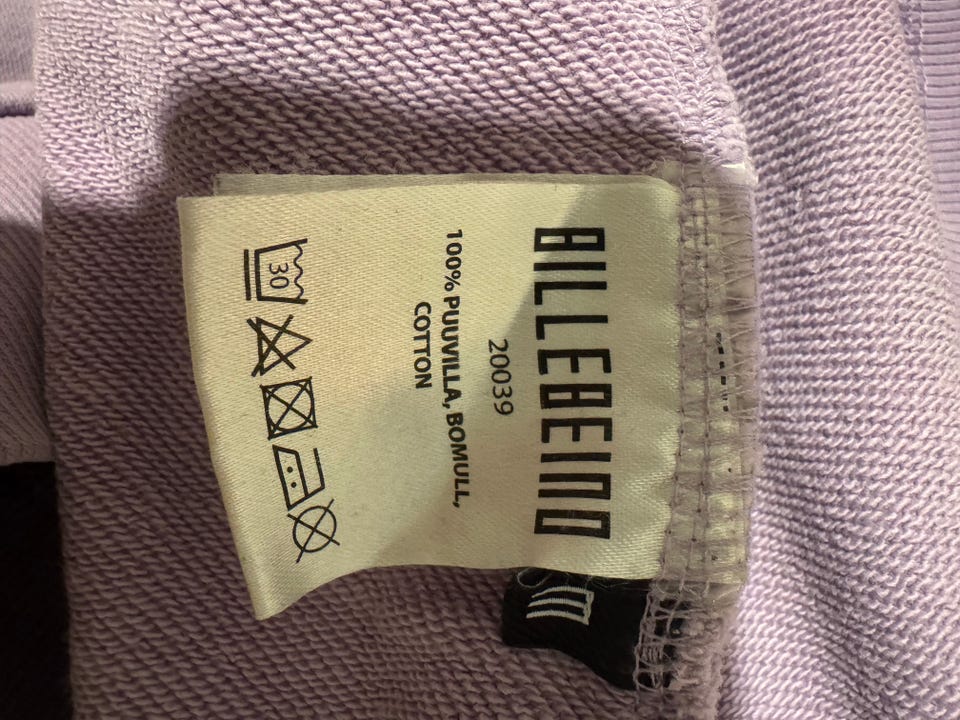 BILLEBEINO
20039
100% PUUVILLA, BOMULL,
COTTON
30